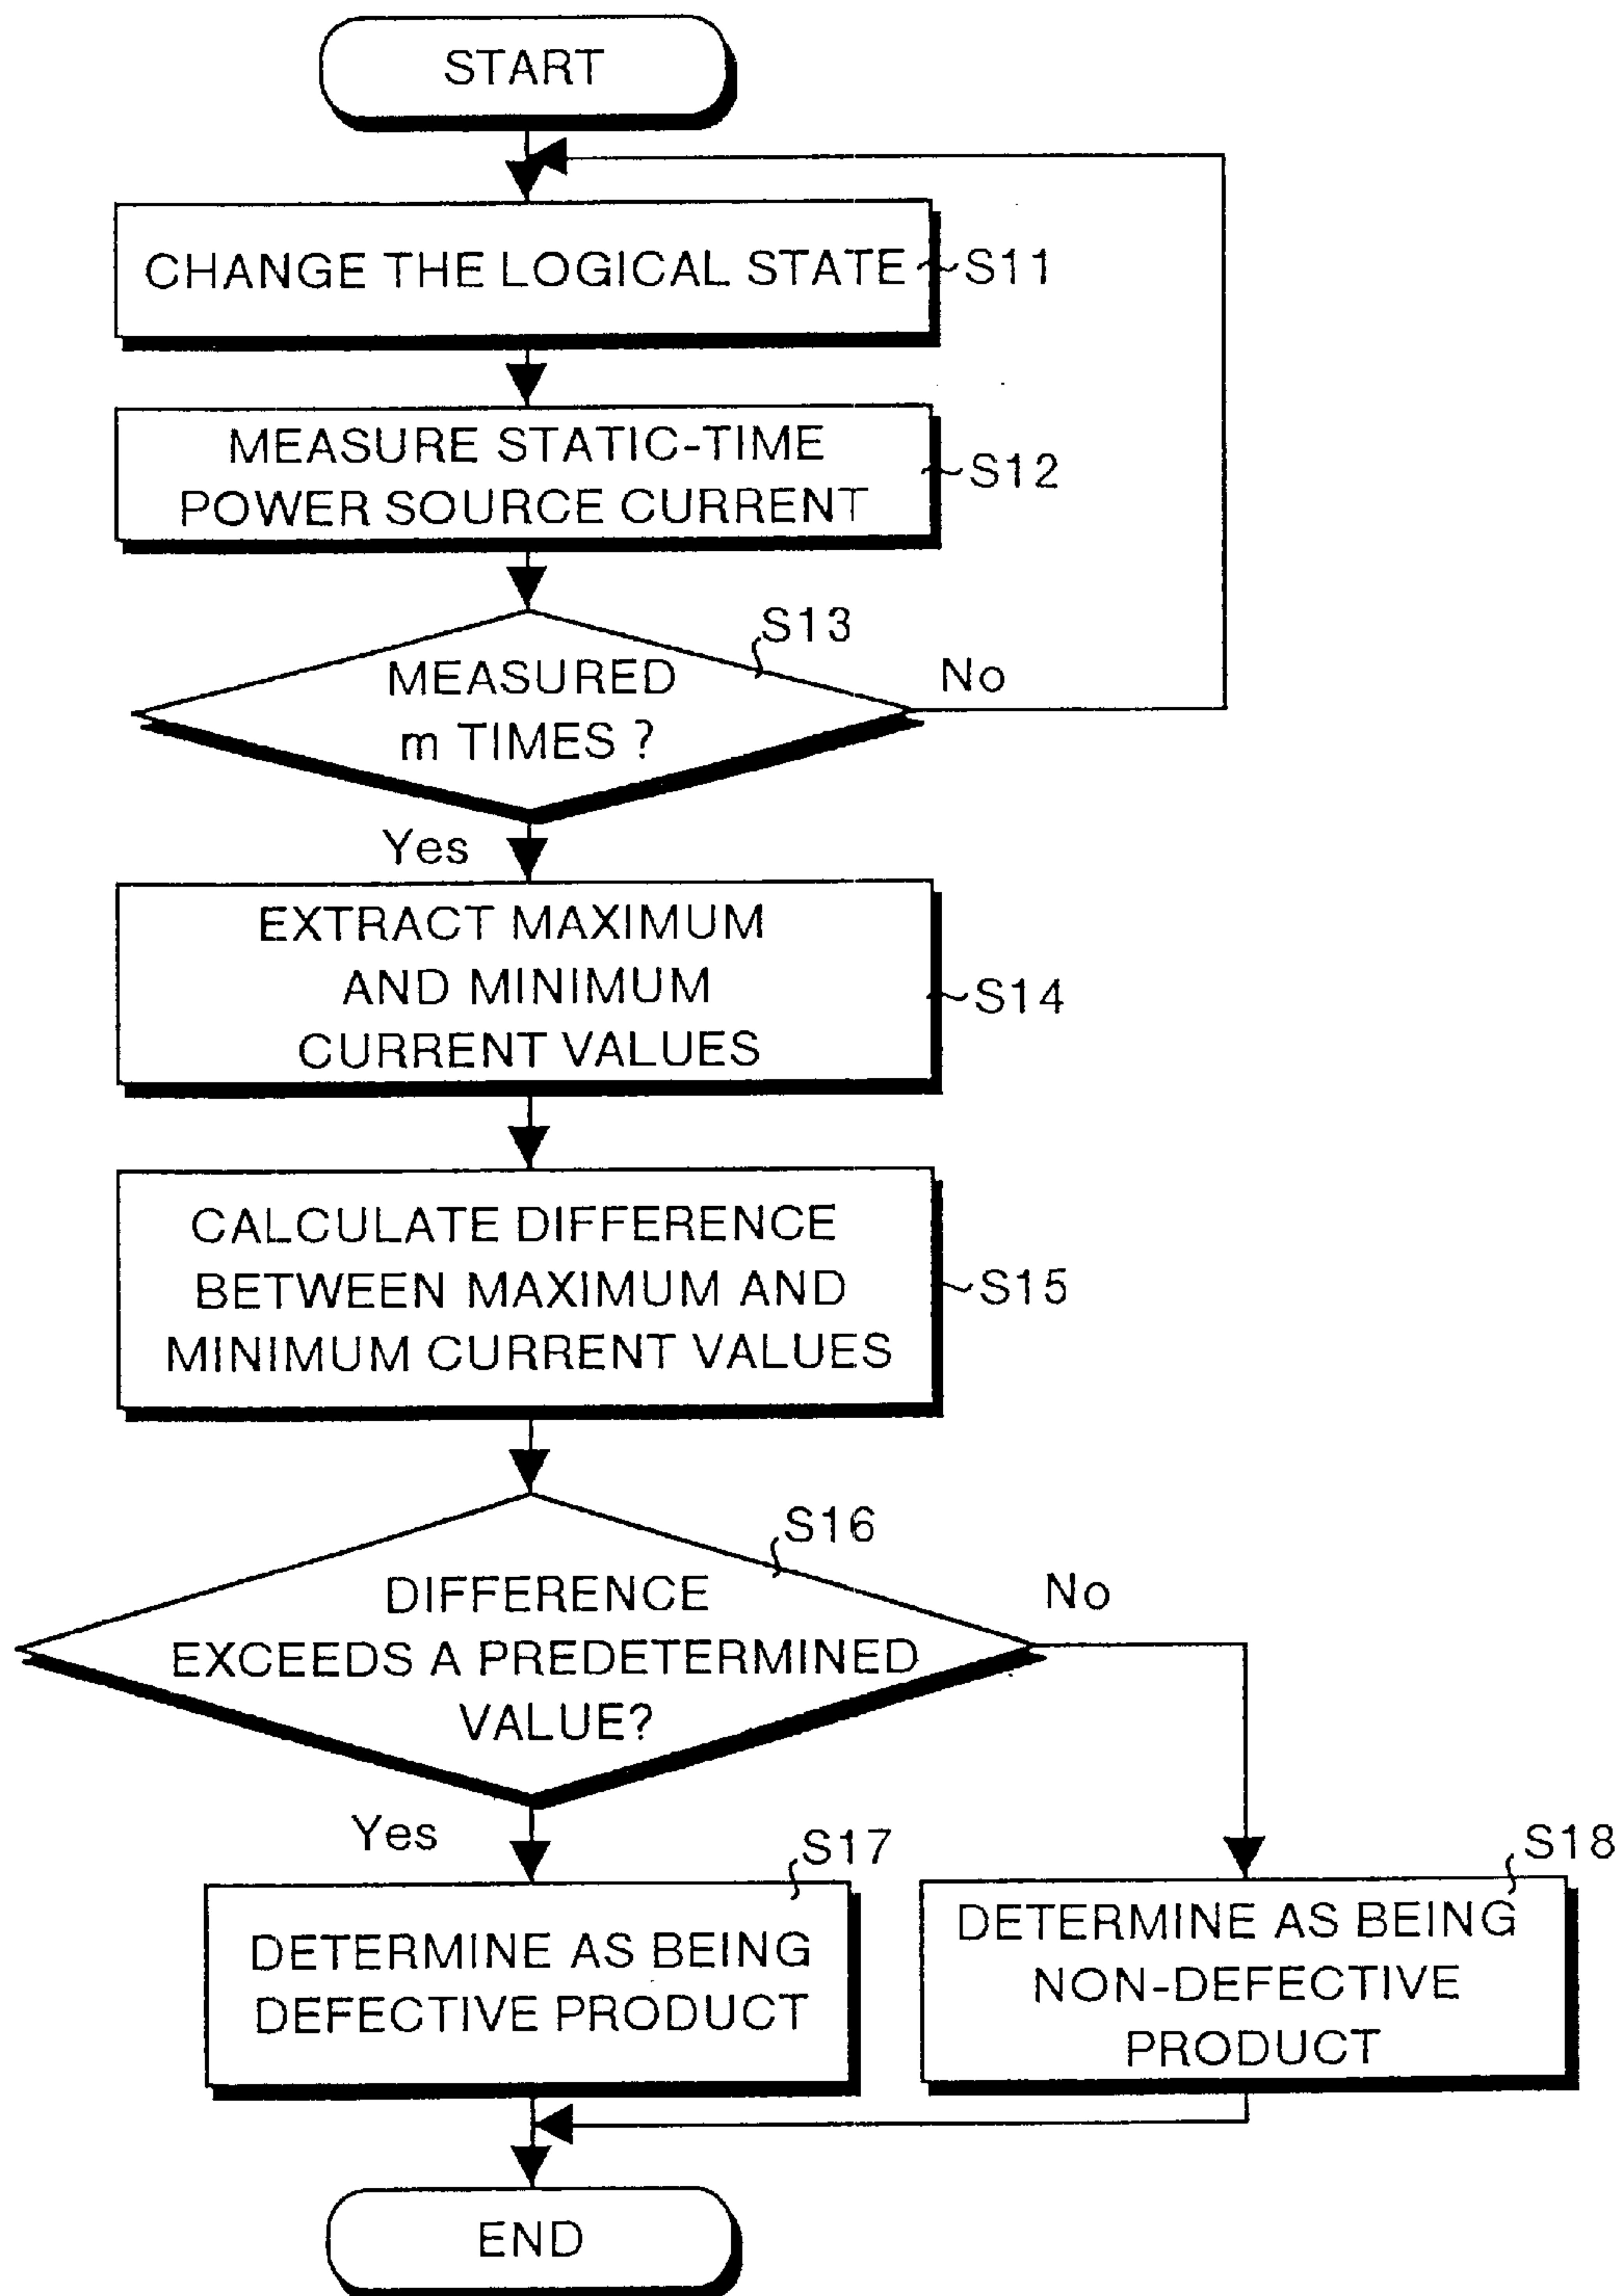 START
CHANGE THE LOGICAL STATE
S11
MEASURE STATIC-TIME
POWER SOURCE CURRENT
S12
S13
MEASURED
m TIMES ?
No
Yes
EXTRACT MAXIMUM
AND MINIMUM
CURRENT VALUES
S14
CALCULATE DIFFERENCE
BETWEEN MAXIMUM AND
MINIMUM CURRENT VALUES
S15
S16
DIFFERENCE
EXCEEDS A PREDETERMINED
VALUE?
No
Yes
S17
DETERMINE AS BEING
DEFECTIVE PRODUCT
S18
DETERMINE AS BEING
NON-DEFECTIVE
PRODUCT
END